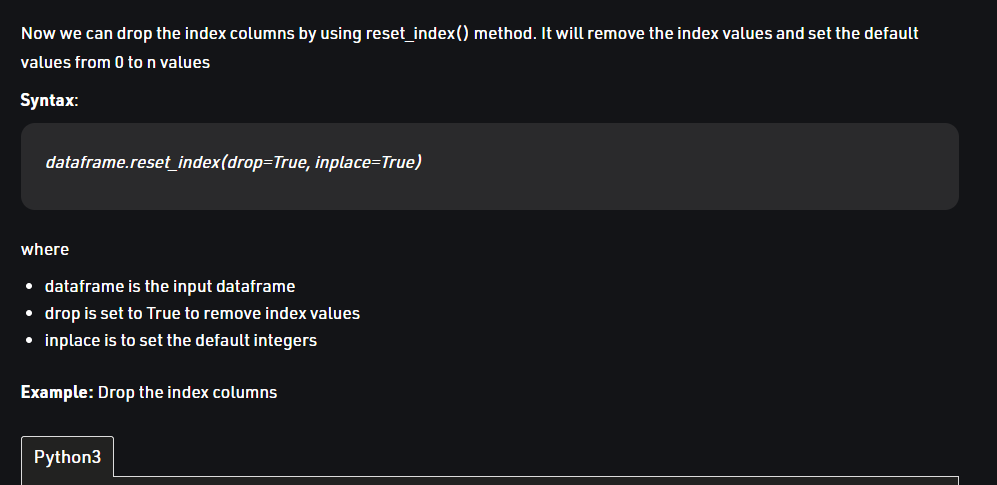 Now we can drop the index columns by using reset_index() method. It will remove the index values and set the default
values from 0 to n values
Syntax:
dataframe.reset_index(drop=True, inplace=True)
where
• dataframe is the input dataframe
• drop is set to True to remove index values
• inplace is to set the default integers
Example: Drop the index columns
Python3